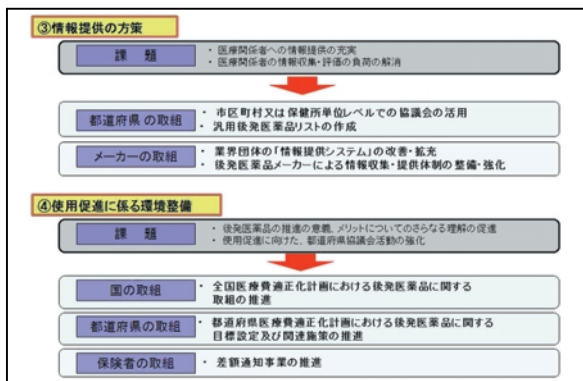 ③情報提供の方策
課　題
・ 医療関係者への情報提供の充実
・ 医療関係者の情報収集・評価の負荷の解消
都道府県の取組
・ 市区町村又は保健所単位レベルでの協議会の活用
・ 汎用後発医薬品リストの作成
メーカーの取組
・ 業界団体の「情報提供システム」の改善・拡充
・ 後発医薬品メーカーによる情報収集・提供体制の整備・強化
④使用促進に係る環境整備
課　題
・ 後発医薬品の推進の意義、メリットについてのさらなる理解の促進
・ 使用促進に向けた、都道府県協議会活動の強化
国の取組
・ 全国医療費適正化計画における後発医薬品に関する
取組の推進
都道府県の取組
・ 都道府県医療費適正化計画における後発医薬品に関する
目標設定及び関連施策の推進
保険者の取組
・ 差額通知事業の推進